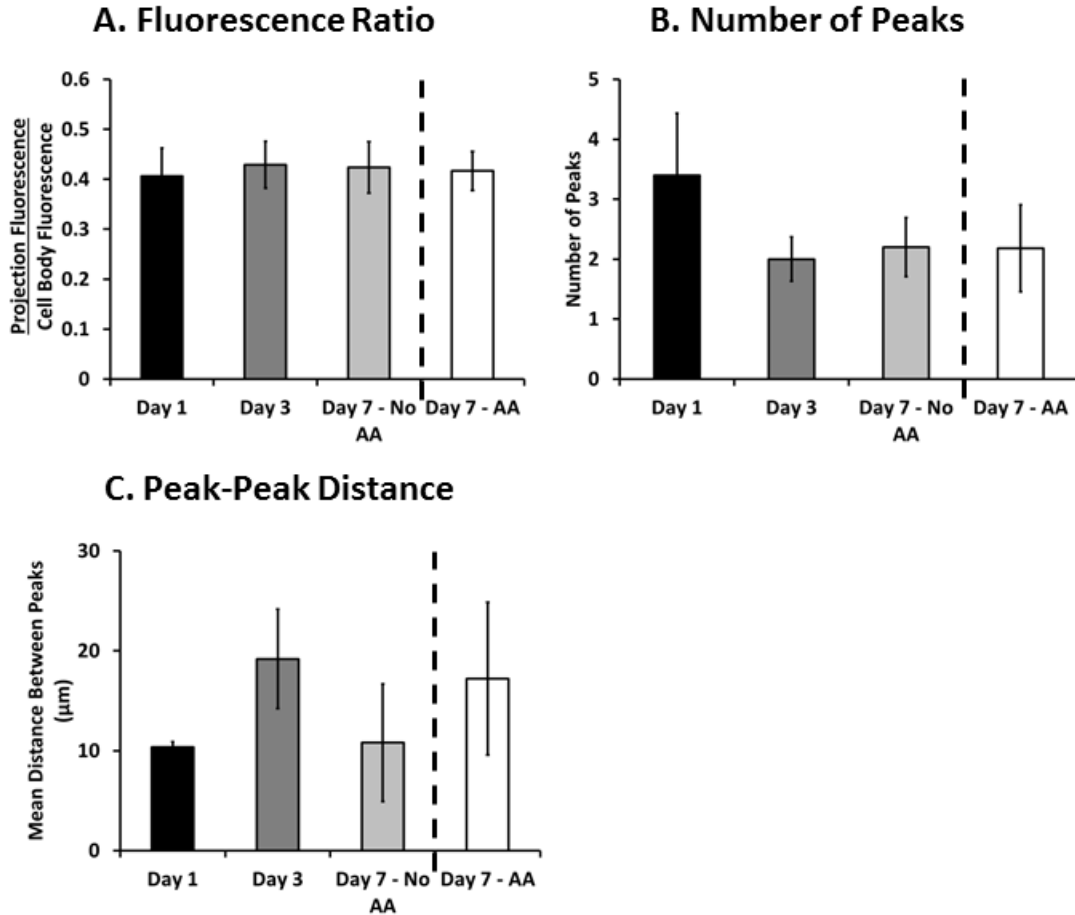 A. Fluorescence Ratio
Projection Fluorescence
Cell Body Fluorescence
0.6
0.5
0.4
0.3
0.2
0.1
0
Day 1
Day 3
Day 7 - No
AA
Day 7 - AA
B. Number of Peaks
Number of Peaks
5
4
3
2
1
0
Day 1
Day 3
Day 7 - No
AA
Day 7 - AA
C. Peak-Peak Distance
Mean Distance Between Peaks
(μm)
30
20
10
0
Day 1
Day 3
Day 7 - No
AA
Day 7 - AA